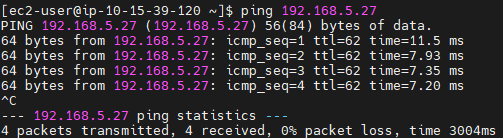 [ec2-user@ip-10-15-39-120 ~]$ ping 192.168.5.27
PING 192.168.5.27 (192.168.5.27) 56(84) bytes of data.
64 bytes from 192.168.5.27: icmp_seq=1 ttl=62 time=11.5 ms
64 bytes from 192.168.5.27: icmp_seq=2 ttl=62 time=7.93 ms
64 bytes from 192.168.5.27: icmp_seq=3 ttl=62 time=7.35 ms
64 bytes from 192.168.5.27: icmp_seq=4 ttl=62 time=7.20 ms
^C
--- 192.168.5.27 ping statistics ---
4 packets transmitted, 4 received, 0% packet loss, time 3004ms